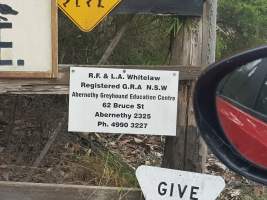 E.
R.F. & L.A. Whitelaw
Registered G.R.A N.S.W
Abernethy Greyhound Education Centre
62 Bruce St
Abernethy 2325
Ph. 4990 3227
GIVE